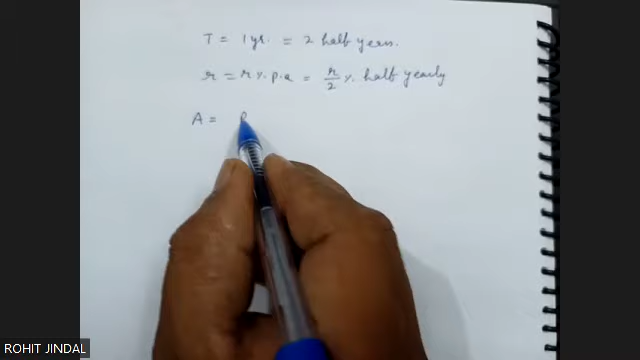 T = 1 yr. = 2 half years.
r = r %. p.a = r/2 %. half yearly
A = P
ROHIT JINDAL